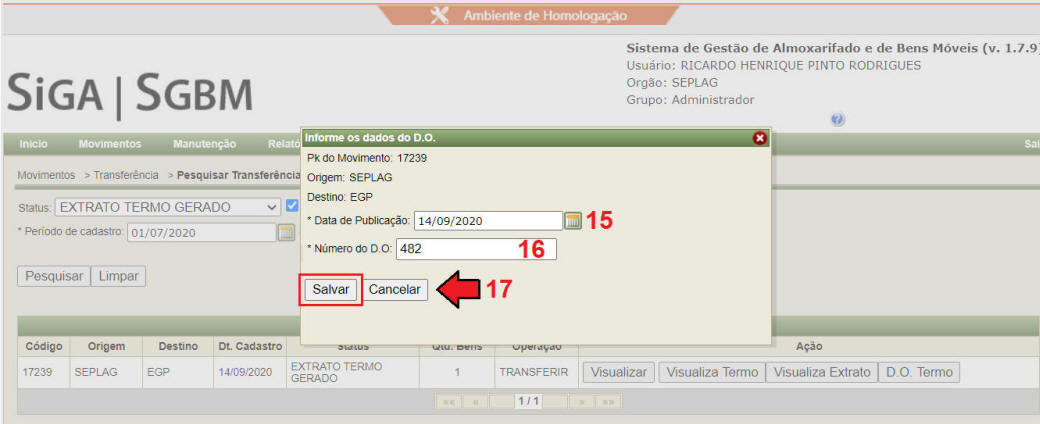 Ambiente de Homologação
Sistema de Gestão de Almoxarifado e de Bens Móveis (v. 1.7.9)
Usuário: RICARDO HENRIQUE PINTO RODRIGUES
Orgão: SEPLAG
Grupo: Administrador
SIGA | SGBM
Início Movimentos Manutenção Relató Sai
Movimentos > Transferência > Pesquisar Transferência
Status: EXTRATO TERMO GERADO
* Período de cadastro: 01/07/2020
Pesquisar Limpar
Informe os dados do D.O.
Pk do Movimento: 17239
Origem: SEPLAG
Destino: EGP
* Data de Publicação: 14/09/2020 15
* Número do D.O: 482 16
Salvar Cancelar 17
Código Origem Destino Dt. Cadastro Status Qtd. Bens Operação Ação
17239 SEPLAG EGP 14/09/2020 EXTRATO TERMO GERADO 1 TRANSFERIR Visualizar Visualiza Termo Visualiza Extrato D.O. Termo
«« « 1 / 1 » »»